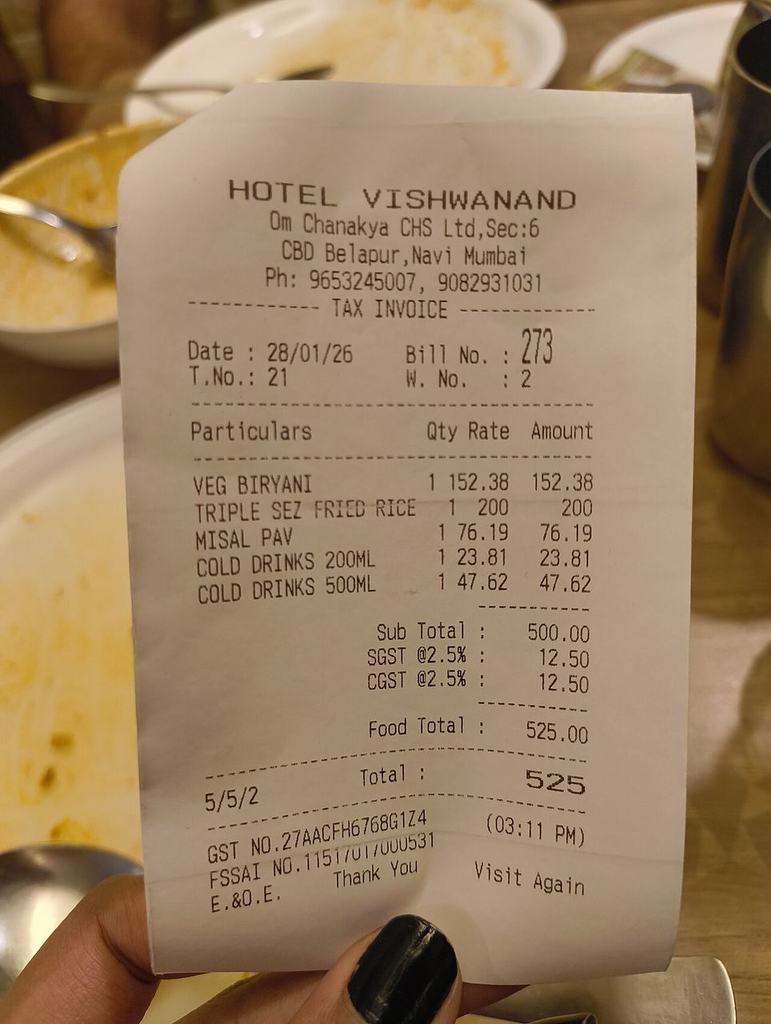 HOTEL VISHWANAND
Om Chanakya CHS Ltd,Sec:6
CBD Belapur,Navi Mumbai
Ph: 9653245007, 9082931031
------------ TAX INVOICE ------------
Date : 28/01/26 Bill No. : 273
T.No.: 21 W. No. : 2
Particulars Qty Rate Amount
VEG BIRYANI 1 152.38 152.38
TRIPLE SEZ FRIED RICE 1 200 200
MISAL PAV 1 76.19 76.19
COLD DRINKS 200ML 1 23.81 23.81
COLD DRINKS 500ML 1 47.62 47.62
Sub Total : 500.00
SGST @2.5% : 12.50
CGST @2.5% : 12.50
Food Total : 525.00
5/5/2 Total : 525
GST NO.27AACFH6768G1Z4 (03:11 PM)
FSSAI NO.11517017000531
E.&O.E. Thank You Visit Again